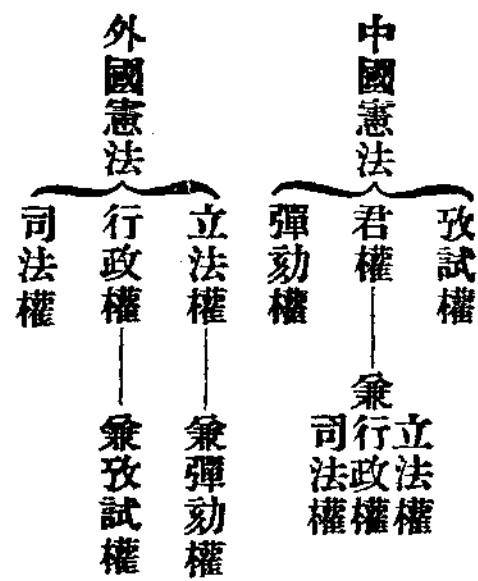 中國憲法
攷試權
君權
兼
立法權
行政權
司法權
彈劾權
外國憲法
立法權
兼彈劾權
行政權
兼攷試權
司法權